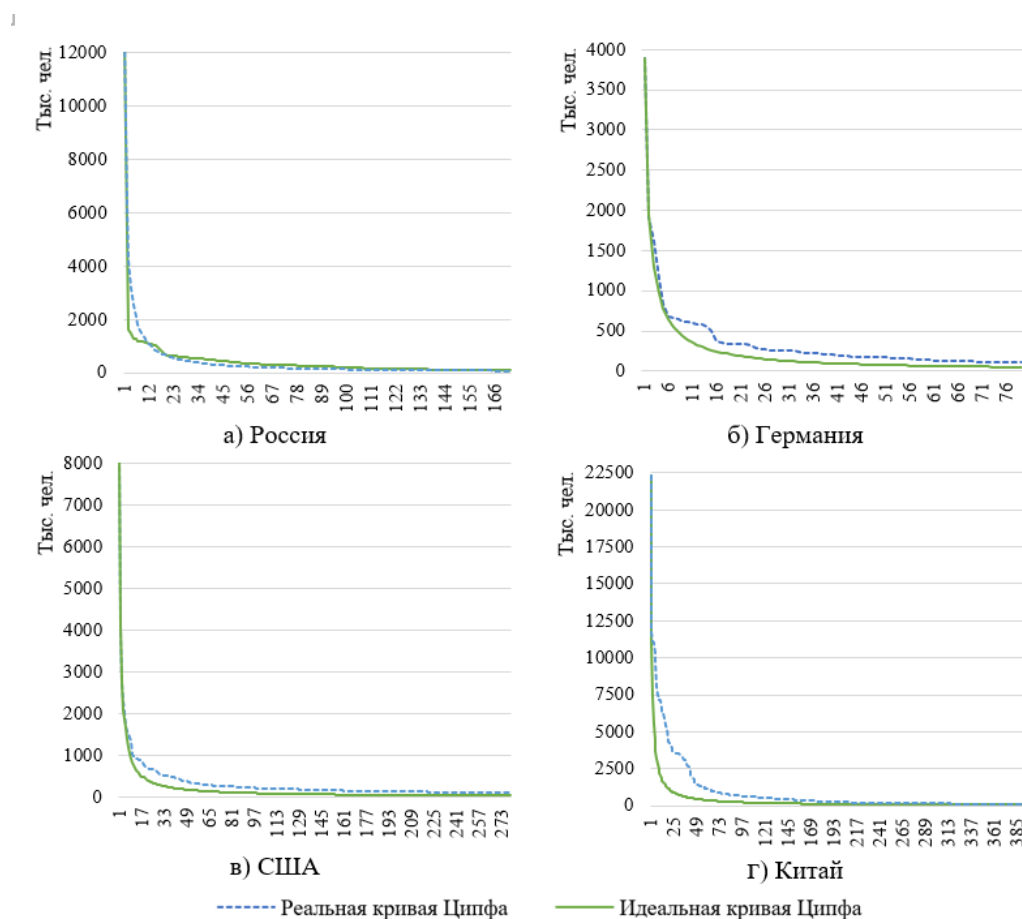 Тыс. чел.
12000
10000
8000
6000
4000
2000
0
1 12 23 34 45 56 67 78 89 100 111 122 133 144 155 166
а) Россия
Тыс. чел.
4000
3500
3000
2500
2000
1500
1000
500
0
1 6 11 16 21 26 31 36 41 46 51 56 61 66 71 76
б) Германия
Тыс. чел.
8000
7000
6000
5000
4000
3000
2000
1000
0
1 17 33 49 65 81 97 113 129 145 161 177 193 209 225 241 257 273
в) США
Тыс. чел.
22500
20000
17500
15000
12500
10000
7500
5000
2500
0
1 25 49 73 97 121 145 169 193 217 241 265 289 313 337 361 385
г) Китай
Реальная кривая Ципфа
Идеальная кривая Ципфа